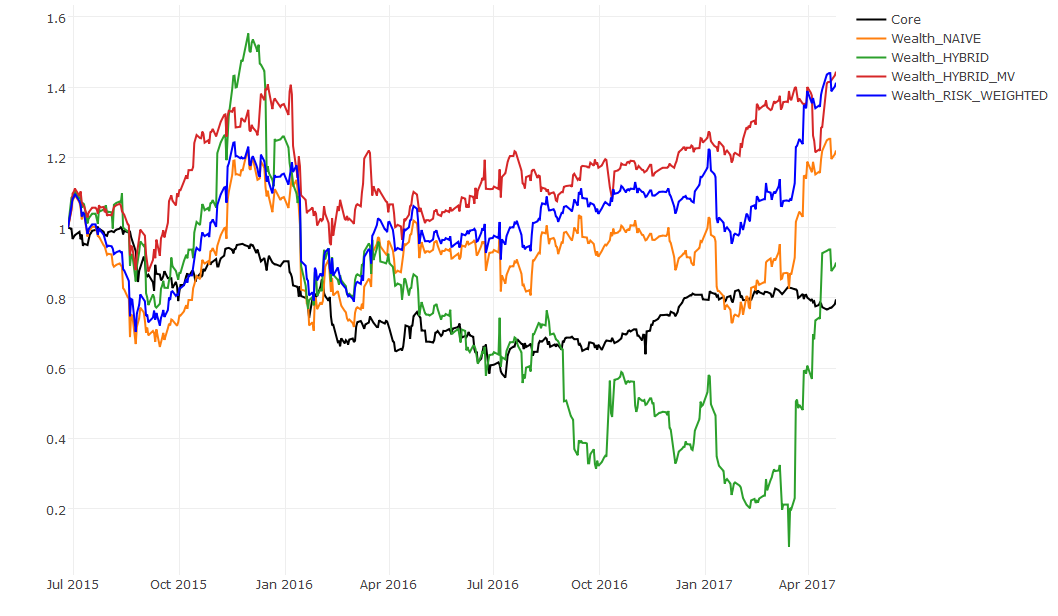 1.6
1.4
1.2
1
0.8
0.6
0.4
0.2
Jul 2015
Oct 2015
Jan 2016
Apr 2016
Jul 2016
Oct 2016
Jan 2017
Apr 2017
Core
Wealth_NAIVE
Wealth_HYBRID
Wealth_HYBRID_MV
Wealth_RISK_WEIGHTED